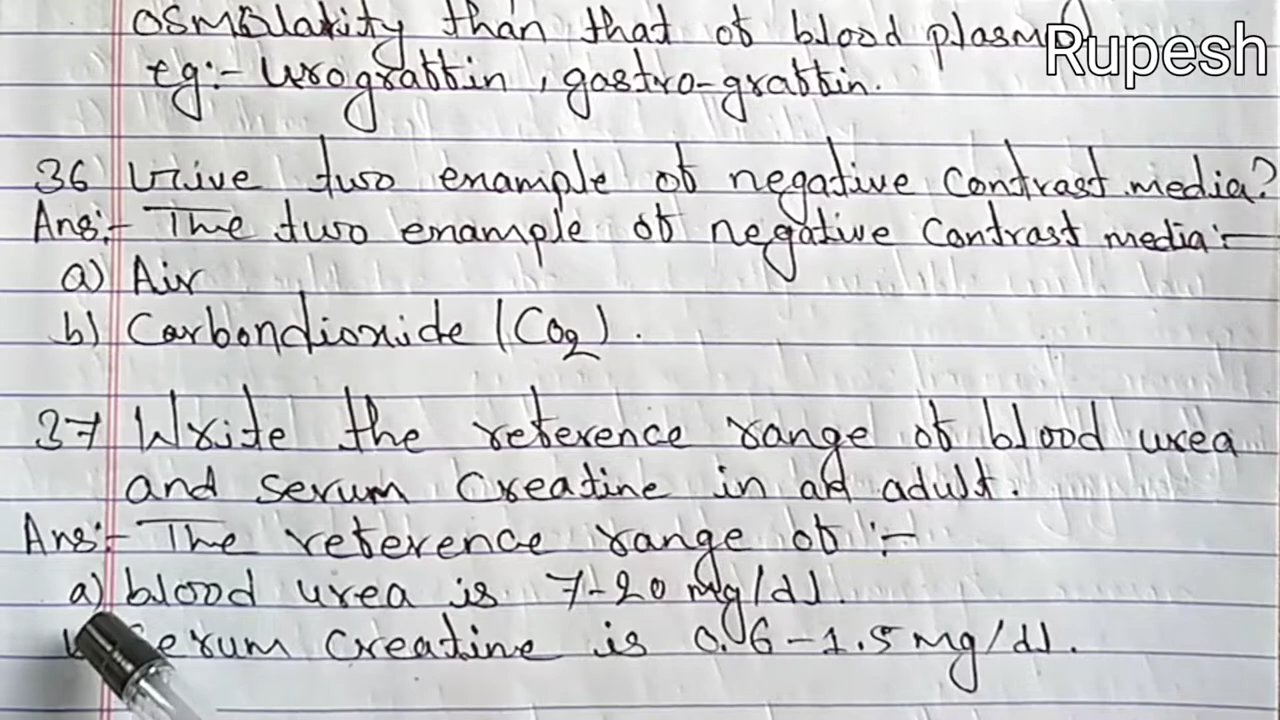 osmolarity than that of blood plasma
Rupesh
eg:- Urograffin, gastro-graffin.
36 Give two example of negative contrast media?
Ans:- The two example of negative contrast media:-
a) Air
b) Carbondioxide (CO2).
37 Write the reference range of blood urea
and serum creatine in an adult.
Ans:- The reference range of :-
a) blood urea is 7-20 mg/dl.
Serum creatine is 0.6-1.5 mg/dl.